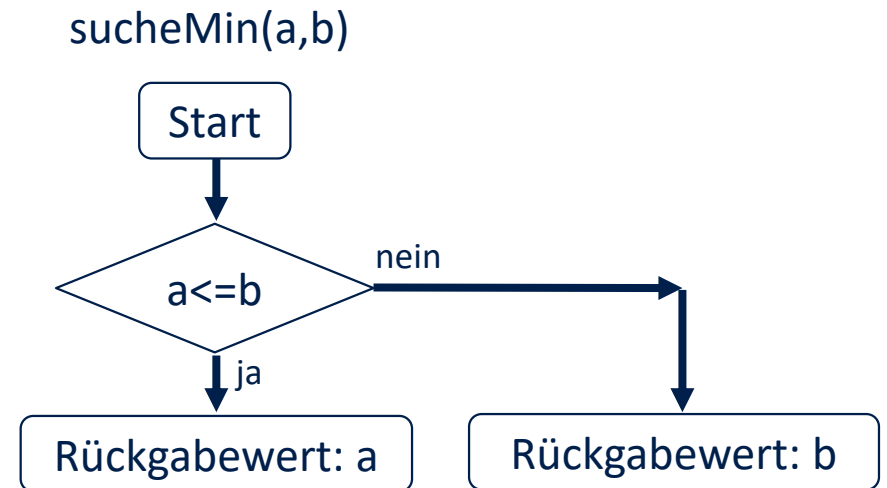 sucheMin(a,b)
Start
nein
a<=b
ja
Rückgabewert: a
Rückgabewert: b